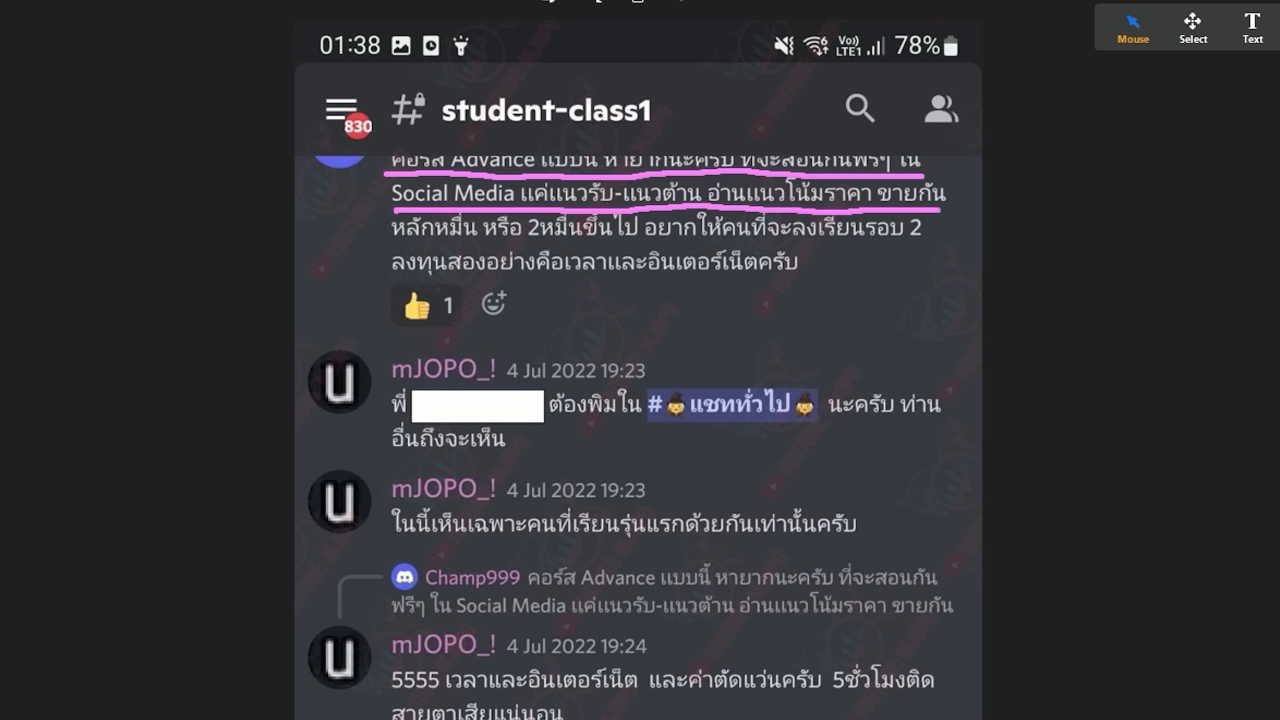 01:38
Vo))
LTE1
78%
Mouse
Select
Text
830
student-class1
คอร์ส Advance แบบนี้ หายากนะครับ ที่จะสอนกันฟรีๆ ใน
Social Media แค่แนวรับ-แนวต้าน อ่านแนวโน้มราคา ขายกัน
หลักหมื่น หรือ 2หมื่นขึ้นไป อยากให้คนที่จะลงเรียนรอบ 2
ลงทุนสองอย่างคือเวลาและอินเตอร์เน็ตครับ
👍 1
mJOPO_! 4 Jul 2022 19:23
พี่ ต้องพิมใน # แชททั่วไป นะครับ ท่าน
อื่นถึงจะเห็น
mJOPO_! 4 Jul 2022 19:23
ในนี้เห็นเฉพาะคนที่เรียนรุ่นแรกด้วยกันเท่านั้นครับ
Champ999 คอร์ส Advance แบบนี้ หายากนะครับ ที่จะสอนกัน
ฟรีๆ ใน Social Media แค่แนวรับ-แนวต้าน อ่านแนวโน้มราคา ขายกัน
mJOPO_! 4 Jul 2022 19:24
5555 เวลาและอินเตอร์เน็ต และค่าตัดแว่นครับ 5ชั่วโมงติด
สายตาเสียแน่นอน